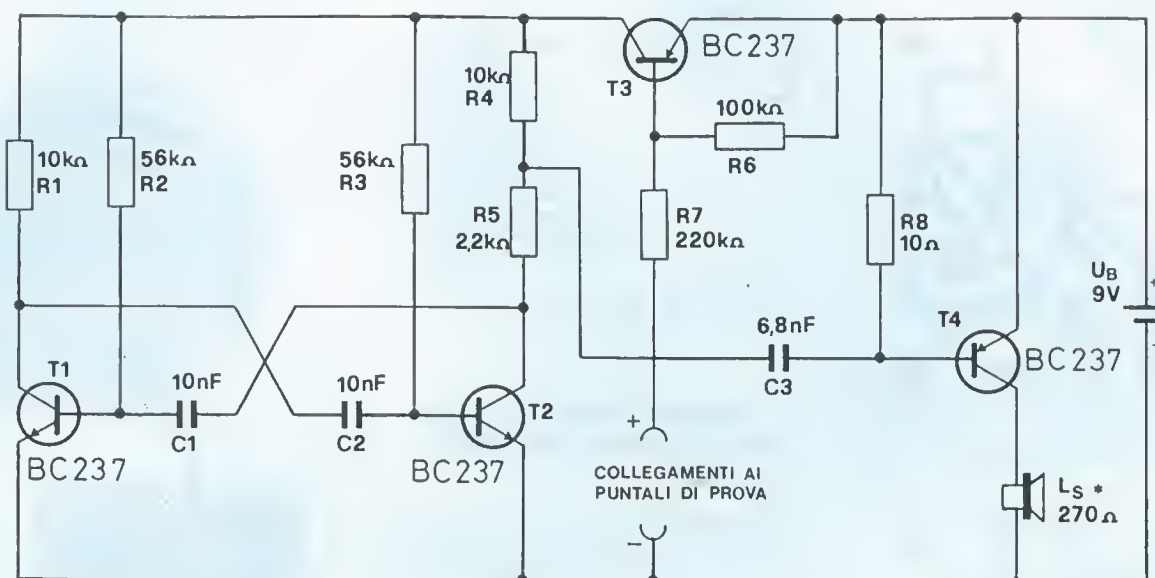 10kΩ
R1
56kΩ
R2
56kΩ
R3
10kΩ
R4
R5
2,2kΩ
T3
BC237
100kΩ
R6
R7
220kΩ
R8
10Ω
UB
9V
+
-
T1
BC237
10nF
C1
10nF
C2
T2
BC237
6,8nF
C3
T4
BC237
+
COLLEGAMENTI AI
PUNTALI DI PROVA
-
LS *
270Ω